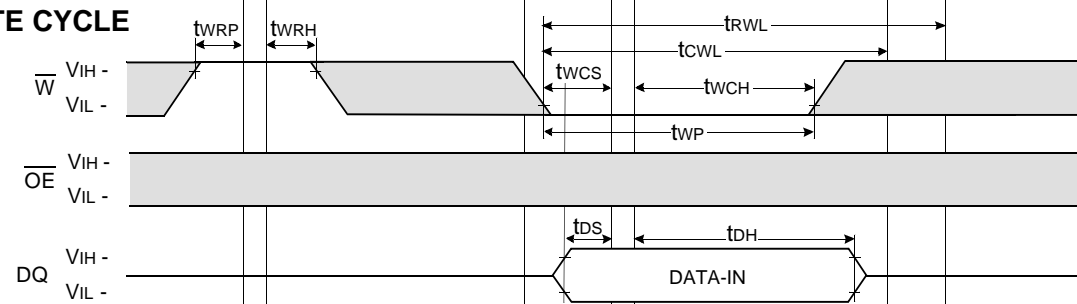 TE CYCLE
tWRP tWRH tRWL
tCWL
W VIH - tWCS tWCH
VIL -
tWP
OE VIH -
VIL -
tDS tDH
DQ VIH - DATA-IN
VIL -